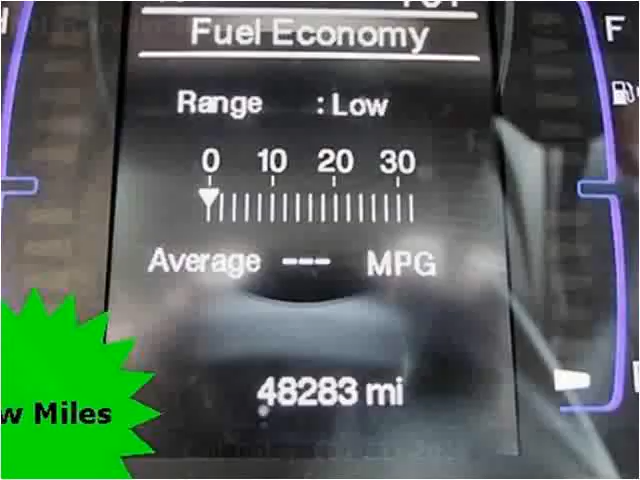 Fuel Economy
F
Range : Low
0 10 20 30
Average --- MPG
48283 mi
w Miles